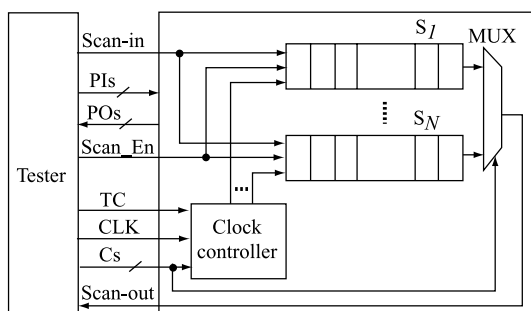 Scan-in
S1
MUX
PIs
POs
Scan_En
SN
Tester
TC
CLK
Cs
Clock
controller
Scan-out